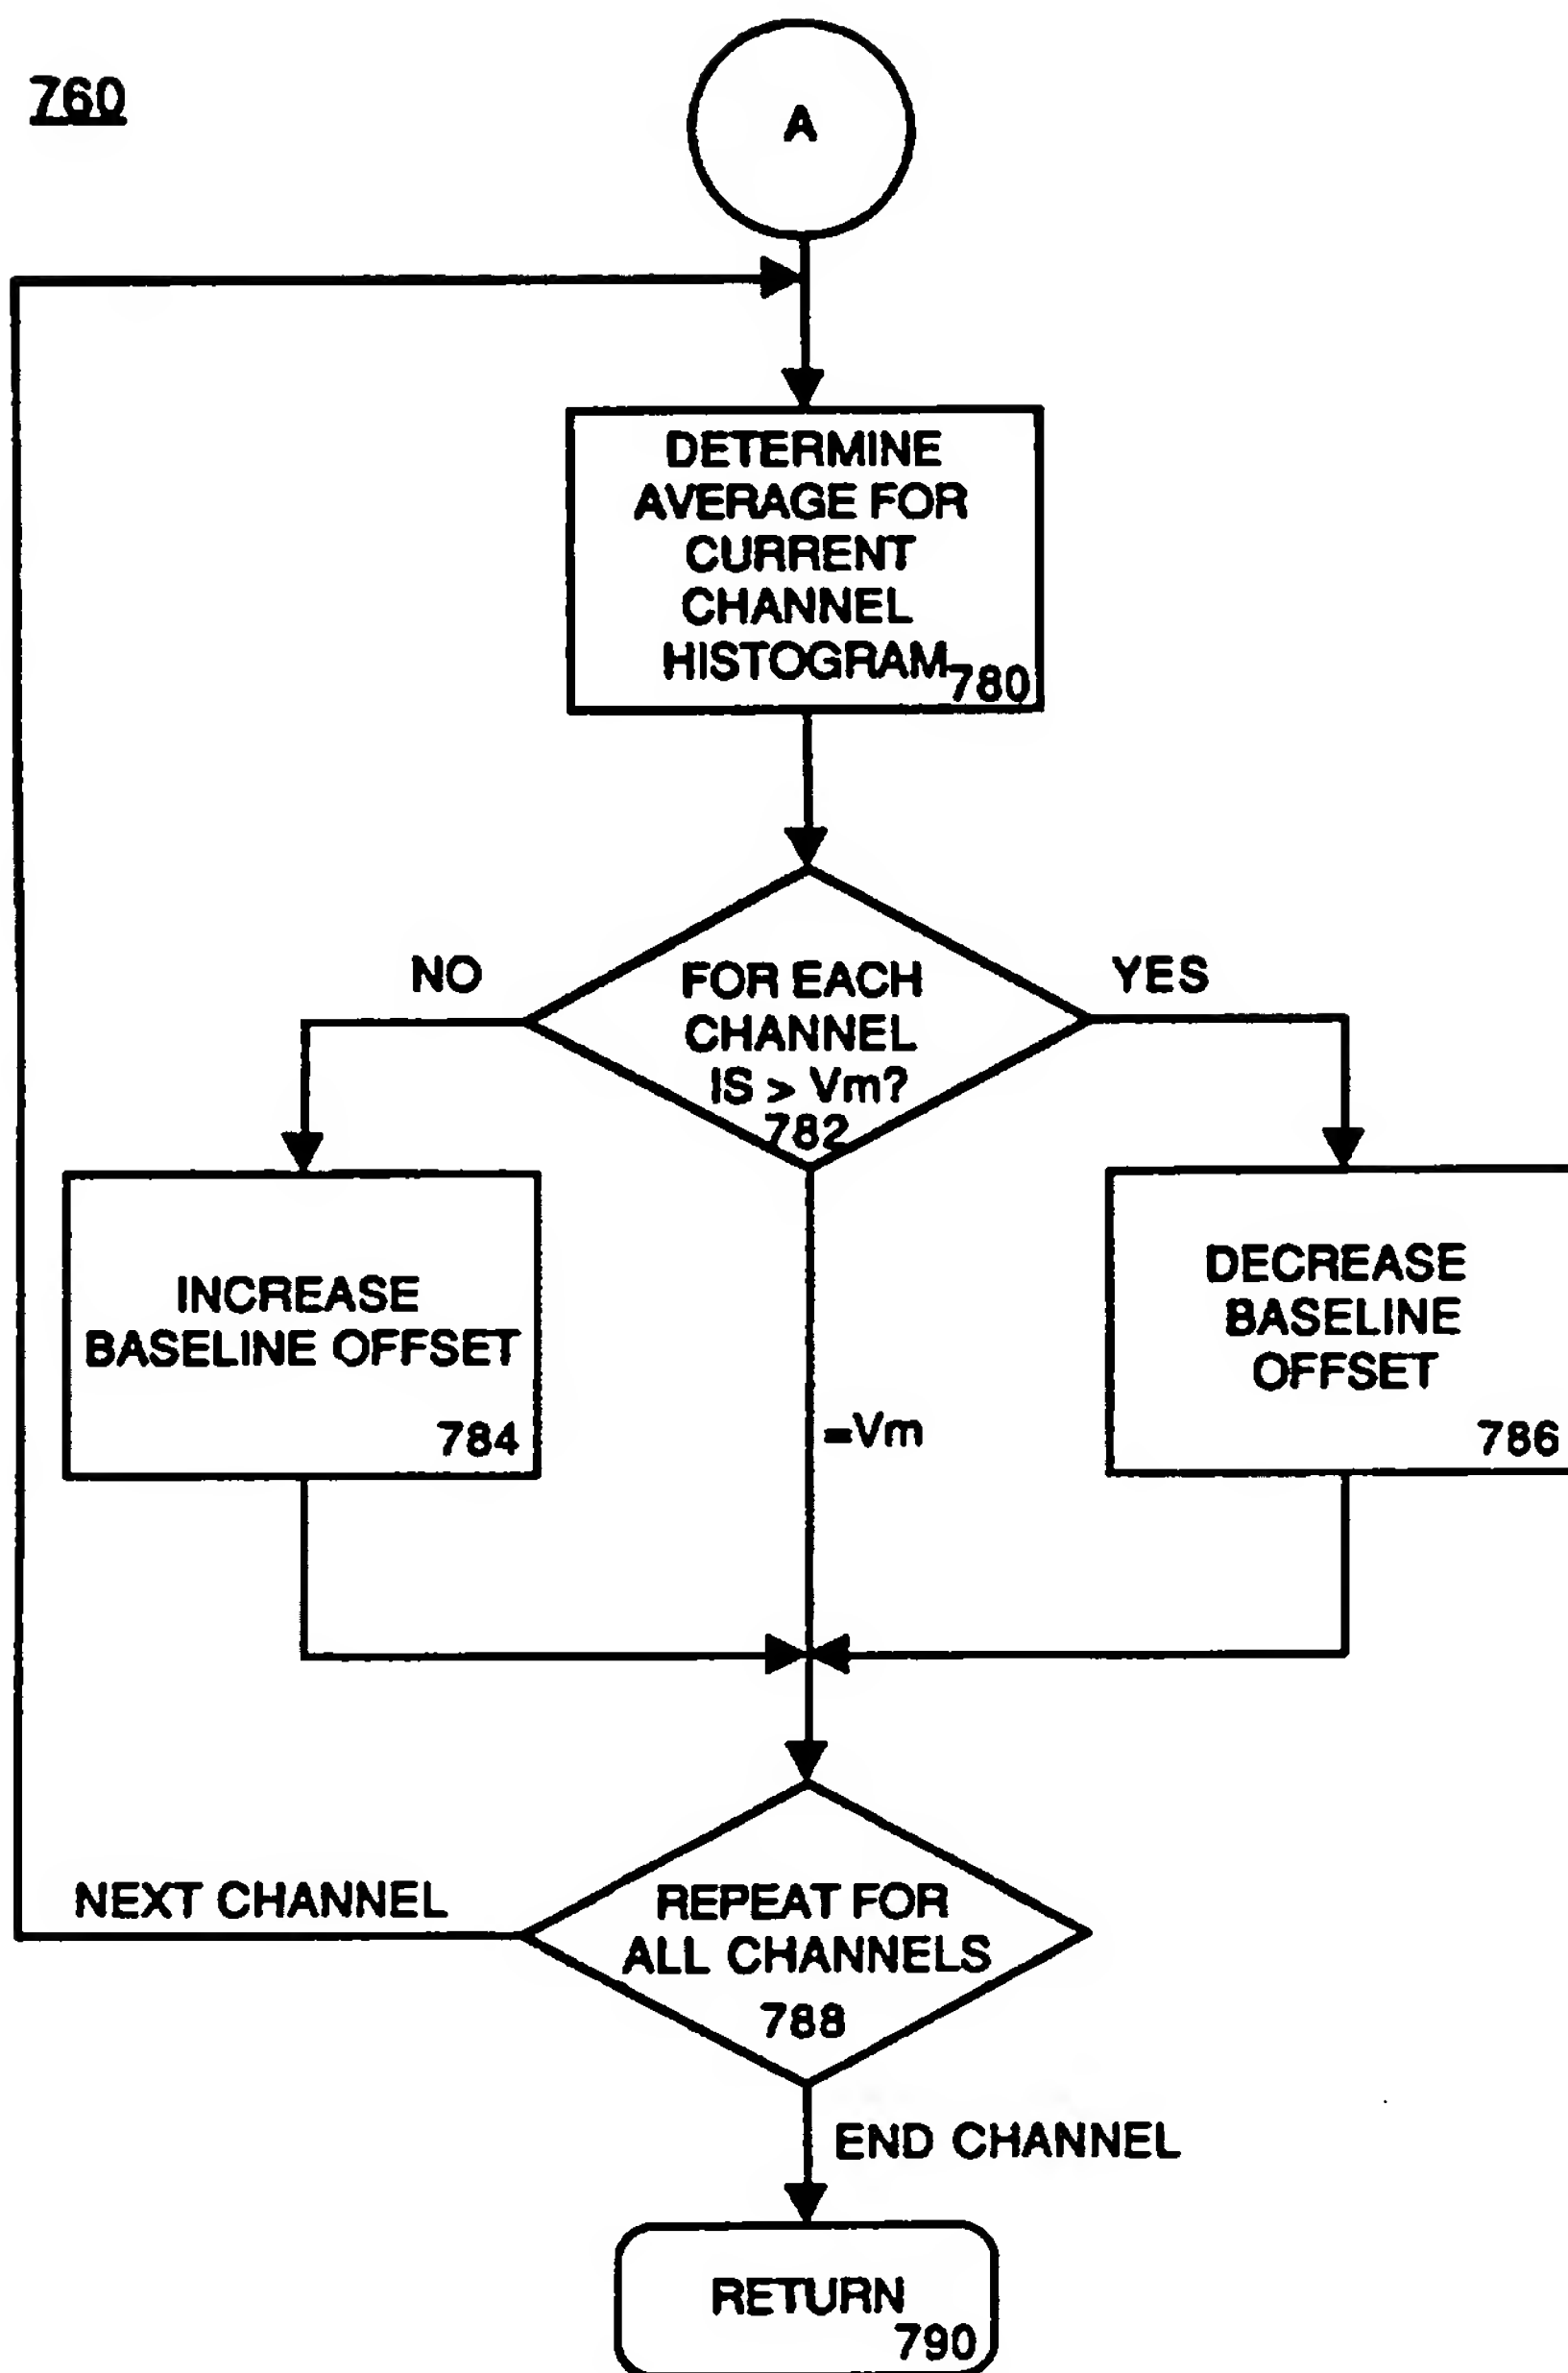 760
A
DETERMINE
AVERAGE FOR
CURRENT
CHANNEL
HISTOGRAM
780
NO
FOR EACH
CHANNEL
IS > Vm?
782
YES
INCREASE
BASELINE OFFSET
784
=Vm
DECREASE
BASELINE
OFFSET
786
NEXT CHANNEL
REPEAT FOR
ALL CHANNELS
788
END CHANNEL
RETURN
790